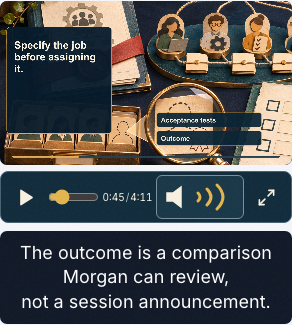 Specify the job
before assigning
it.
Acceptance tests
Outcome
0:45/4:11
The outcome is a comparison
Morgan can review,
not a session announcement.